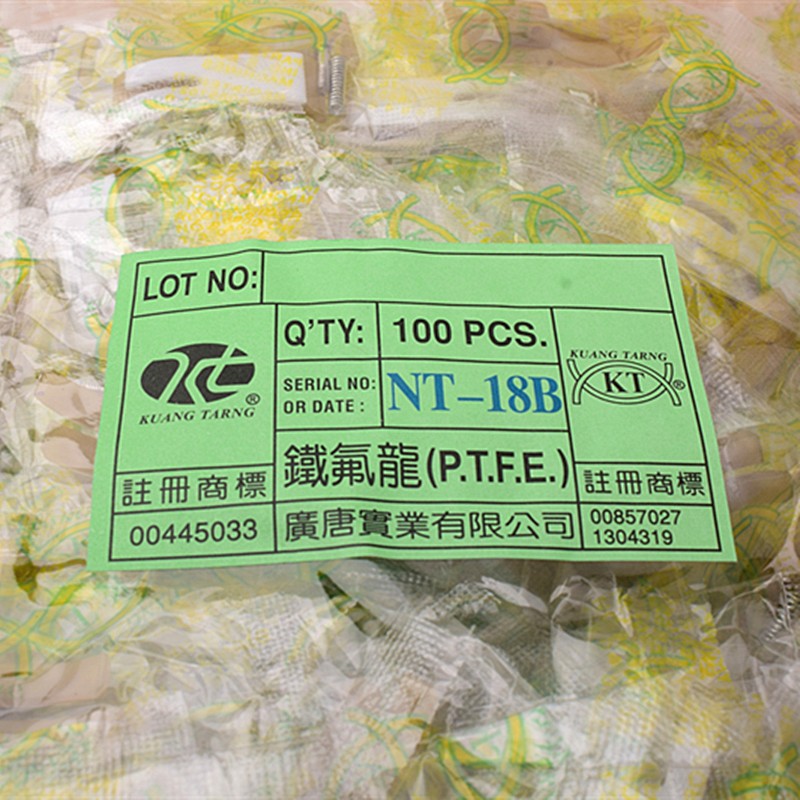 LOT NO:
Q'TY: 100 PCS.
SERIAL NO:
OR DATE :
NT-18B
KUANG TARNG ®
KUANG TARNG
KT ®
鐵氟龍(P.T.F.E.)
註冊商標
註冊商標
00445033
廣唐實業有限公司
00857027
1304319